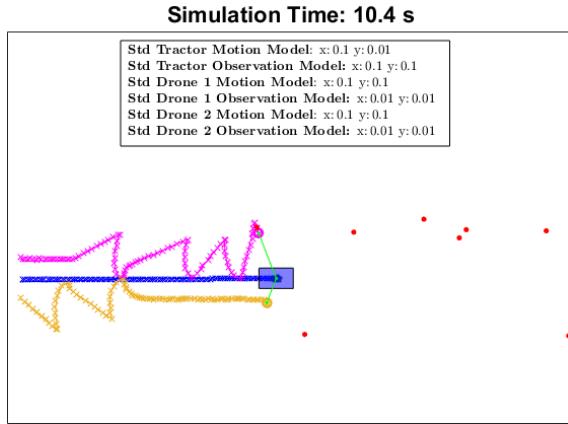 Simulation Time: 10.4 s
Std Tractor Motion Model: x:0.1 y:0.01
Std Tractor Observation Model: x:0.1 y:0.1
Std Drone 1 Motion Model: x:0.1 y:0.1
Std Drone 1 Observation Model: x:0.01 y:0.01
Std Drone 2 Motion Model: x:0.1 y:0.1
Std Drone 2 Observation Model: x:0.01 y:0.01